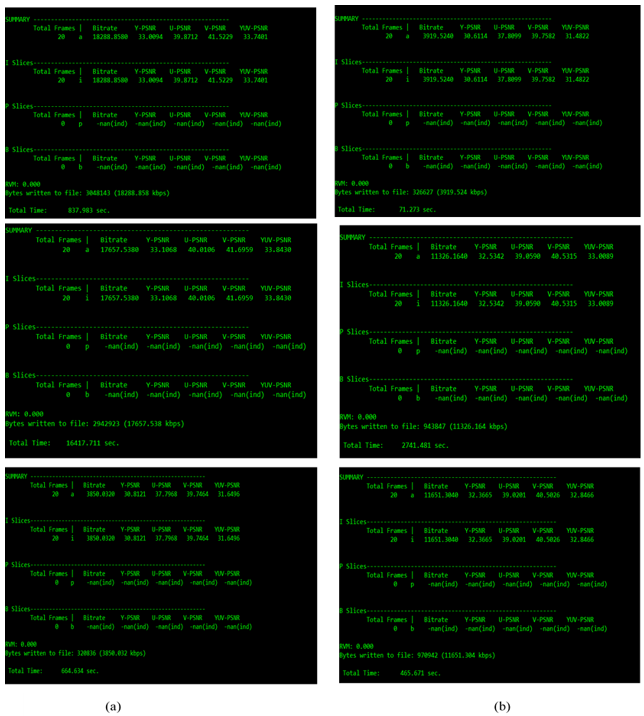 SUMMARY --------------------------------------------------------
Total Frames | Bitrate Y-PSNR U-PSNR V-PSNR YUV-PSNR
20 a 18288.8580 33.0094 39.8712 41.5229 33.7401
I Slices--------------------------------------------------------
Total Frames | Bitrate Y-PSNR U-PSNR V-PSNR YUV-PSNR
20 i 18288.8580 33.0094 39.8712 41.5229 33.7401
P Slices--------------------------------------------------------
Total Frames | Bitrate Y-PSNR U-PSNR V-PSNR YUV-PSNR
0 p -nan(ind) -nan(ind) -nan(ind) -nan(ind) -nan(ind)
B Slices--------------------------------------------------------
Total Frames | Bitrate Y-PSNR U-PSNR V-PSNR YUV-PSNR
0 b -nan(ind) -nan(ind) -nan(ind) -nan(ind) -nan(ind)
RVM: 0.000
Bytes written to file: 3048143 (18288.858 kbps)
Total Time: 837.983 sec.
SUMMARY --------------------------------------------------------
Total Frames | Bitrate Y-PSNR U-PSNR V-PSNR YUV-PSNR
20 a 3919.5240 30.6114 37.8099 39.7582 31.4822
I Slices--------------------------------------------------------
Total Frames | Bitrate Y-PSNR U-PSNR V-PSNR YUV-PSNR
20 i 3919.5240 30.6114 37.8099 39.7582 31.4822
P Slices--------------------------------------------------------
Total Frames | Bitrate Y-PSNR U-PSNR V-PSNR YUV-PSNR
0 p -nan(ind) -nan(ind) -nan(ind) -nan(ind) -nan(ind)
B Slices--------------------------------------------------------
Total Frames | Bitrate Y-PSNR U-PSNR V-PSNR YUV-PSNR
0 b -nan(ind) -nan(ind) -nan(ind) -nan(ind) -nan(ind)
RVM: 0.000
Bytes written to file: 326627 (3919.524 kbps)
Total Time: 71.273 sec.
SUMMARY --------------------------------------------------------
Total Frames | Bitrate Y-PSNR U-PSNR V-PSNR YUV-PSNR
20 a 17657.5380 33.1068 40.0106 41.6959 33.8430
I Slices--------------------------------------------------------
Total Frames | Bitrate Y-PSNR U-PSNR V-PSNR YUV-PSNR
20 i 17657.5380 33.1068 40.0106 41.6959 33.8430
P Slices--------------------------------------------------------
Total Frames | Bitrate Y-PSNR U-PSNR V-PSNR YUV-PSNR
0 p -nan(ind) -nan(ind) -nan(ind) -nan(ind) -nan(ind)
B Slices--------------------------------------------------------
Total Frames | Bitrate Y-PSNR U-PSNR V-PSNR YUV-PSNR
0 b -nan(ind) -nan(ind) -nan(ind) -nan(ind) -nan(ind)
RVM: 0.000
Bytes written to file: 2942923 (17657.538 kbps)
Total Time: 16417.711 sec.
SUMMARY --------------------------------------------------------
Total Frames | Bitrate Y-PSNR U-PSNR V-PSNR YUV-PSNR
20 a 11326.1640 32.5342 39.0590 40.5315 33.0089
I Slices--------------------------------------------------------
Total Frames | Bitrate Y-PSNR U-PSNR V-PSNR YUV-PSNR
20 i 11326.1640 32.5342 39.0590 40.5315 33.0089
P Slices--------------------------------------------------------
Total Frames | Bitrate Y-PSNR U-PSNR V-PSNR YUV-PSNR
0 p -nan(ind) -nan(ind) -nan(ind) -nan(ind) -nan(ind)
B Slices--------------------------------------------------------
Total Frames | Bitrate Y-PSNR U-PSNR V-PSNR YUV-PSNR
0 b -nan(ind) -nan(ind) -nan(ind) -nan(ind) -nan(ind)
RVM: 0.000
Bytes written to file: 943847 (11326.164 kbps)
Total Time: 2741.481 sec.
SUMMARY --------------------------------------------------------
Total Frames | Bitrate Y-PSNR U-PSNR V-PSNR YUV-PSNR
20 a 3850.0320 30.8121 37.7968 39.7464 31.6496
I Slices--------------------------------------------------------
Total Frames | Bitrate Y-PSNR U-PSNR V-PSNR YUV-PSNR
20 i 3850.0320 30.8121 37.7968 39.7464 31.6496
P Slices--------------------------------------------------------
Total Frames | Bitrate Y-PSNR U-PSNR V-PSNR YUV-PSNR
0 p -nan(ind) -nan(ind) -nan(ind) -nan(ind) -nan(ind)
B Slices--------------------------------------------------------
Total Frames | Bitrate Y-PSNR U-PSNR V-PSNR YUV-PSNR
0 b -nan(ind) -nan(ind) -nan(ind) -nan(ind) -nan(ind)
RVM: 0.000
Bytes written to file: 320836 (3850.032 kbps)
Total Time: 664.634 sec.
SUMMARY --------------------------------------------------------
Total Frames | Bitrate Y-PSNR U-PSNR V-PSNR YUV-PSNR
20 a 11651.3040 32.3665 39.0201 40.5026 32.8466
I Slices--------------------------------------------------------
Total Frames | Bitrate Y-PSNR U-PSNR V-PSNR YUV-PSNR
20 i 11651.3040 32.3665 39.0201 40.5026 32.8466
P Slices--------------------------------------------------------
Total Frames | Bitrate Y-PSNR U-PSNR V-PSNR YUV-PSNR
0 p -nan(ind) -nan(ind) -nan(ind) -nan(ind) -nan(ind)
B Slices--------------------------------------------------------
Total Frames | Bitrate Y-PSNR U-PSNR V-PSNR YUV-PSNR
0 b -nan(ind) -nan(ind) -nan(ind) -nan(ind) -nan(ind)
RVM: 0.000
Bytes written to file: 970942 (11651.304 kbps)
Total Time: 465.671 sec.
(a) (b)